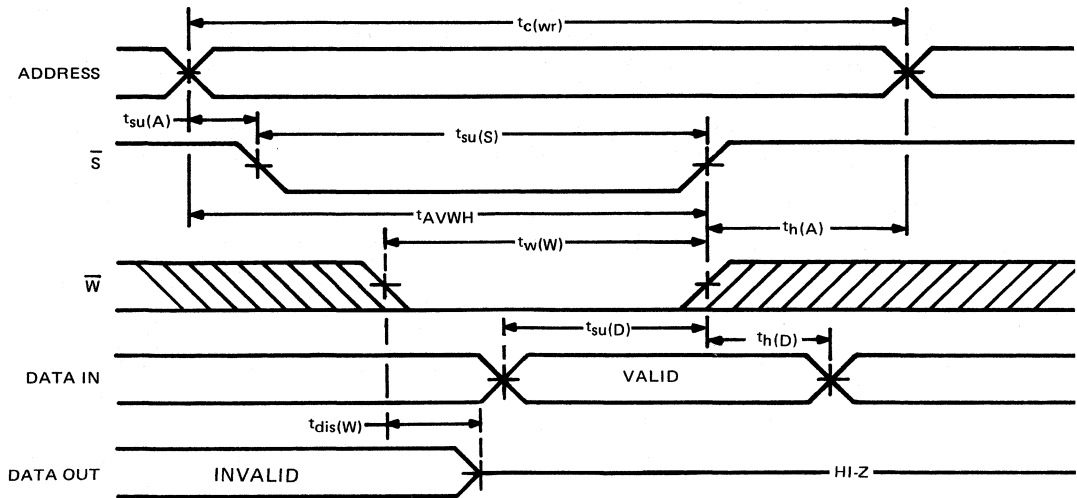 tc(wr)
ADDRESS
tsu(A)
tsu(S)
S̅
tAVWH
th(A)
tw(W)
W̅
tsu(D)
th(D)
DATA IN
VALID
tdis(W)
DATA OUT
INVALID
HI-Z